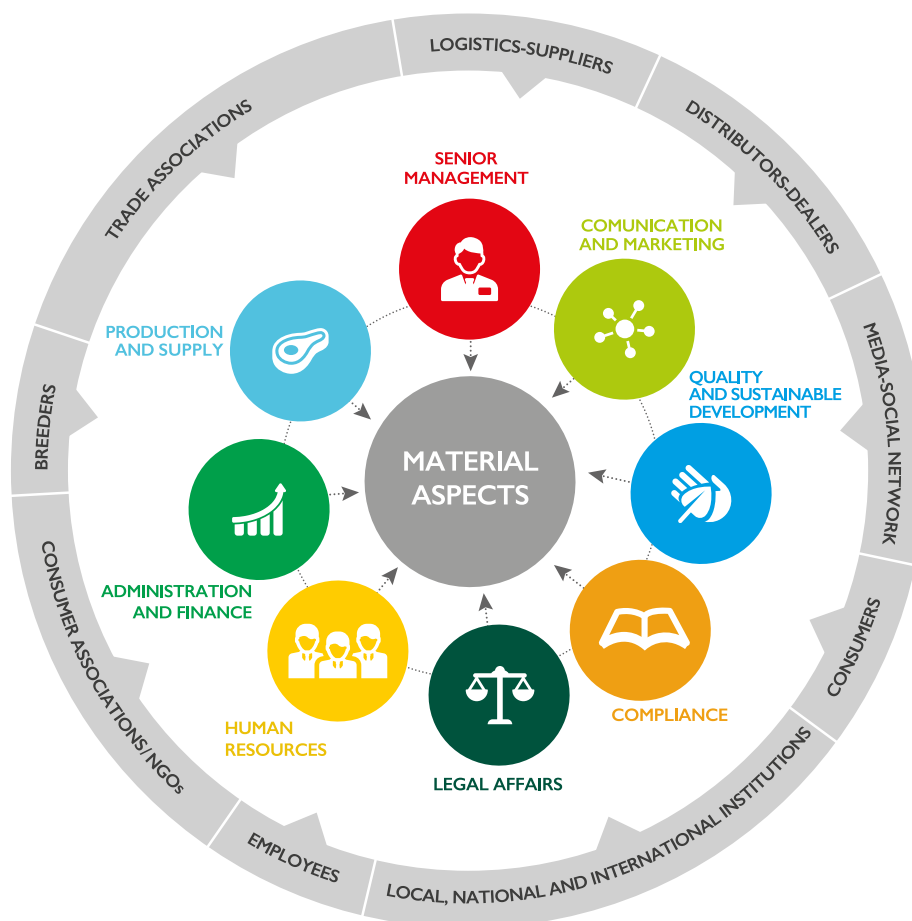 LOGISTICS-SUPPLIERS
DISTRIBUTORS-DEALERS
MEDIA-SOCIAL NETWORK
CONSUMERS
LOCAL, NATIONAL AND INTERNATIONAL INSTITUTIONS
EMPLOYEES
CONSUMER ASSOCIATIONS/NGOs
BREEDERS
TRADE ASSOCIATIONS
SENIOR
MANAGEMENT
COMUNICATION
AND MARKETING
QUALITY
AND SUSTAINABLE
DEVELOPMENT
COMPLIANCE
LEGAL AFFAIRS
HUMAN
RESOURCES
ADMINISTRATION
AND FINANCE
PRODUCTION
AND SUPPLY
MATERIAL
ASPECTS